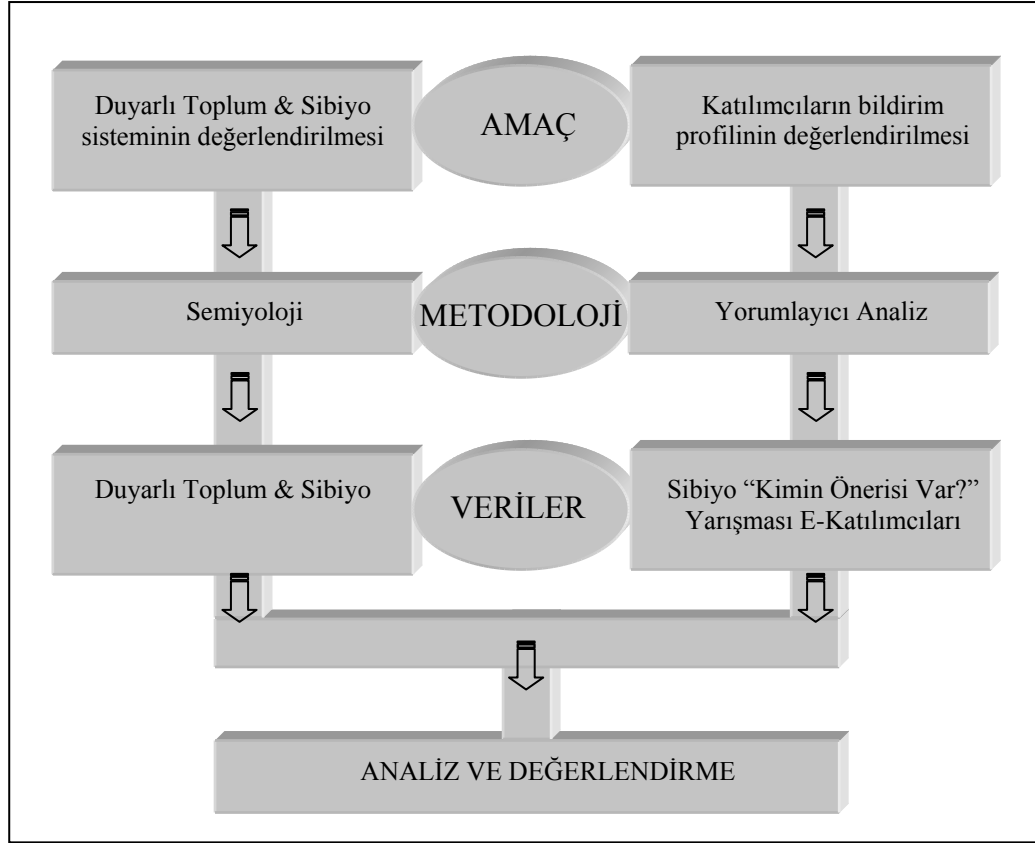 Duyarlı Toplum & Sibiyo
sisteminin değerlendirilmesi
AMAÇ
Katılımcıların bildirim
profilinin değerlendirilmesi
Semiyoloji
METODOLOJİ
Yorumlayıcı Analiz
Duyarlı Toplum & Sibiyo
VERİLER
Sibiyo “Kimin Önerisi Var?”
Yarışması E-Katılımcıları
ANALİZ VE DEĞERLENDİRME